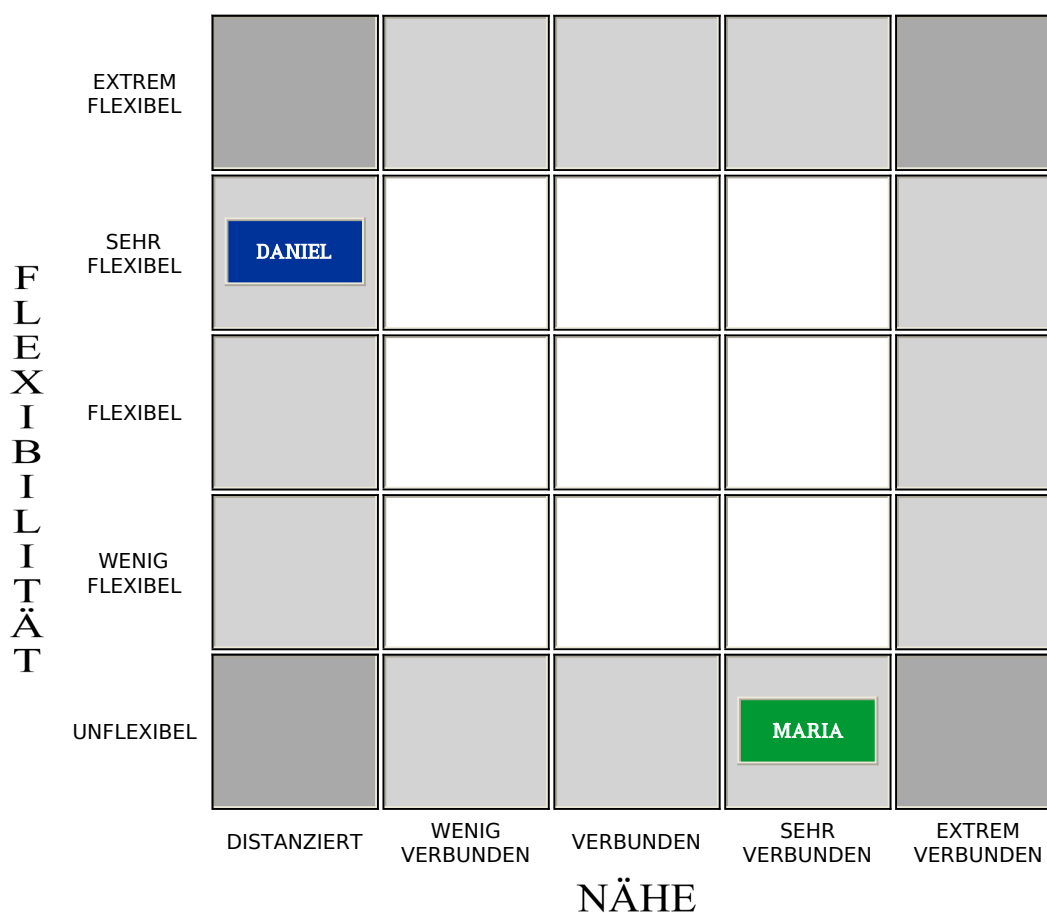 EXTREM
FLEXIBEL
SEHR
FLEXIBEL
DANIEL
FLEXIBILITÄT
FLEXIBEL
WENIG
FLEXIBEL
UNFLEXIBEL
MARIA
DISTANZIERT
WENIG
VERBUNDEN
VERBUNDEN
SEHR
VERBUNDEN
EXTREM
VERBUNDEN
NÄHE